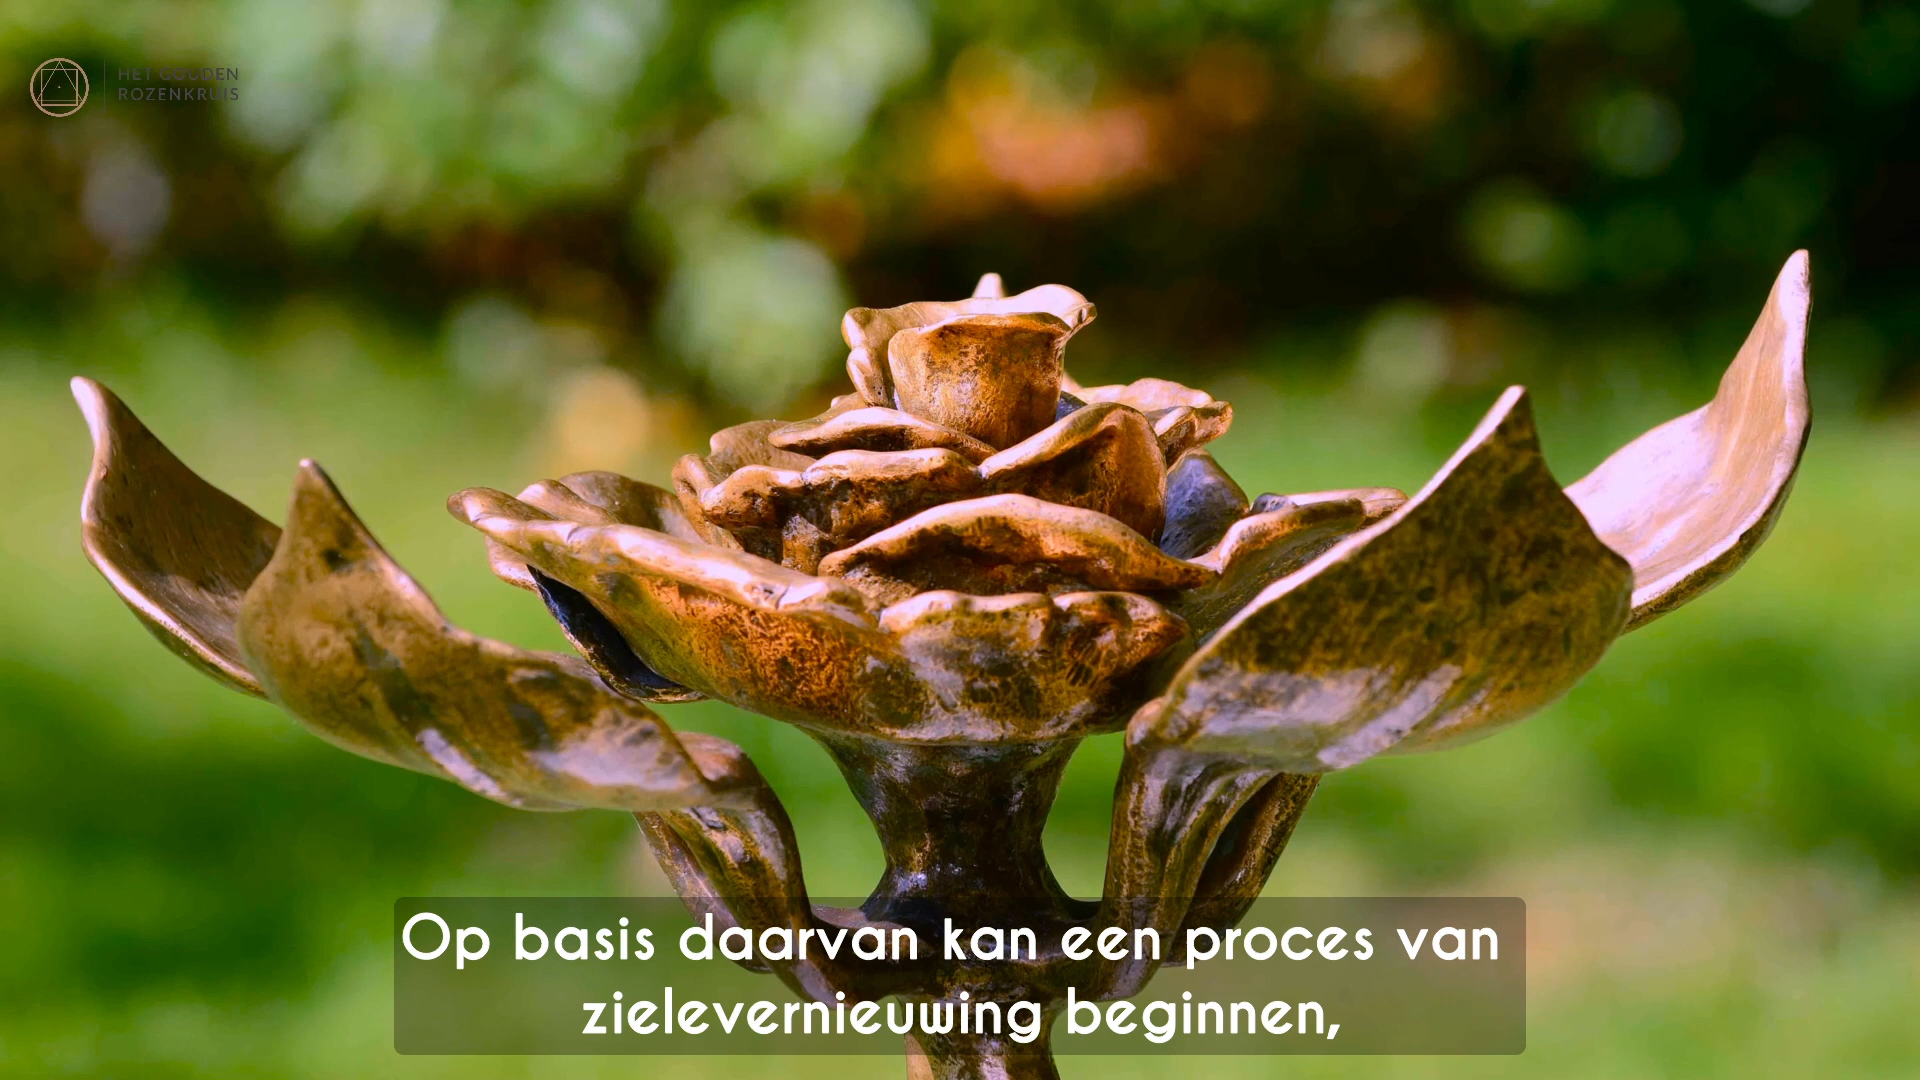 HET GOUDEN
ROZENKRUIS
Op basis daarvan kan een proces van
zielevernieuwing beginnen,